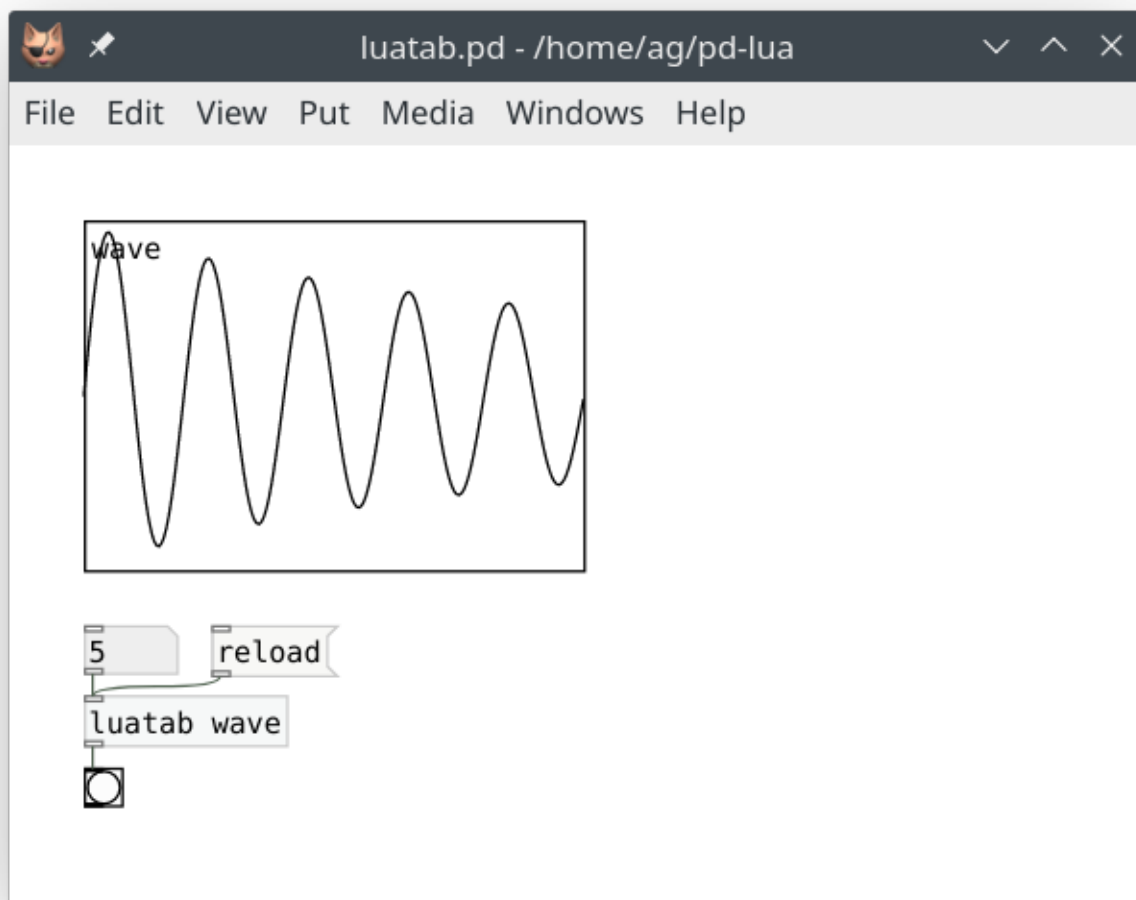 luatab.pd - /home/ag/pd-lua
File Edit View Put Media Windows Help
wave
5
reload
luatab wave